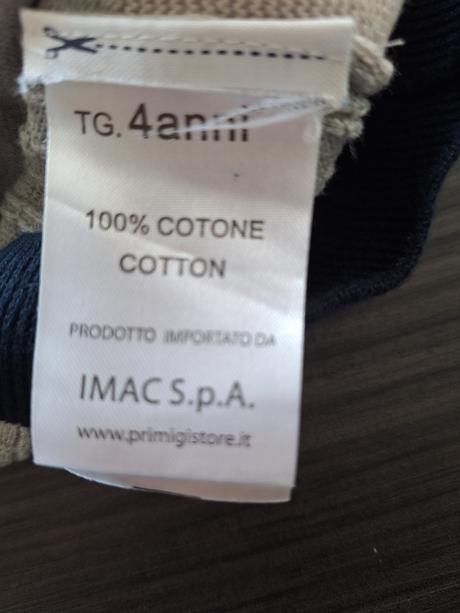 TG. 4anni
100% COTONE
COTTON
PRODOTTO IMPORTATO DA
IMAC S.p.A.
www.primigistore.it